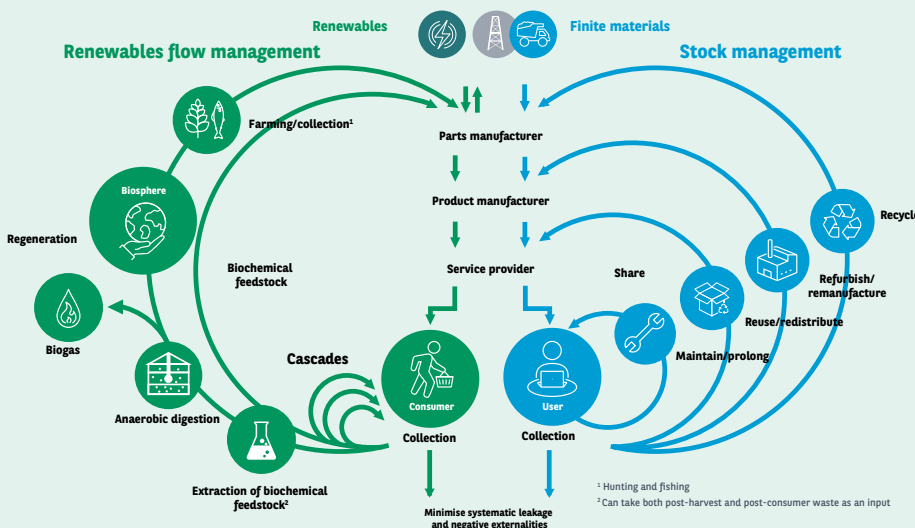 Renewables
Finite materials
Renewables flow management
Stock management
Farming/collection¹
Parts manufacturer
Biosphere
Product manufacturer
Regeneration
Recycle
Biochemical
feedstock
Service provider
Share
Refurbish/
remanufacture
Reuse/redistribute
Biogas
Maintain/prolong
Cascades
Consumer
User
Anaerobic digestion
Collection
Collection
Extraction of biochemical
feedstock²
Minimise systematic leakage
and negative externalities
¹ Hunting and fishing
² Can take both post-harvest and post-consumer waste as an input